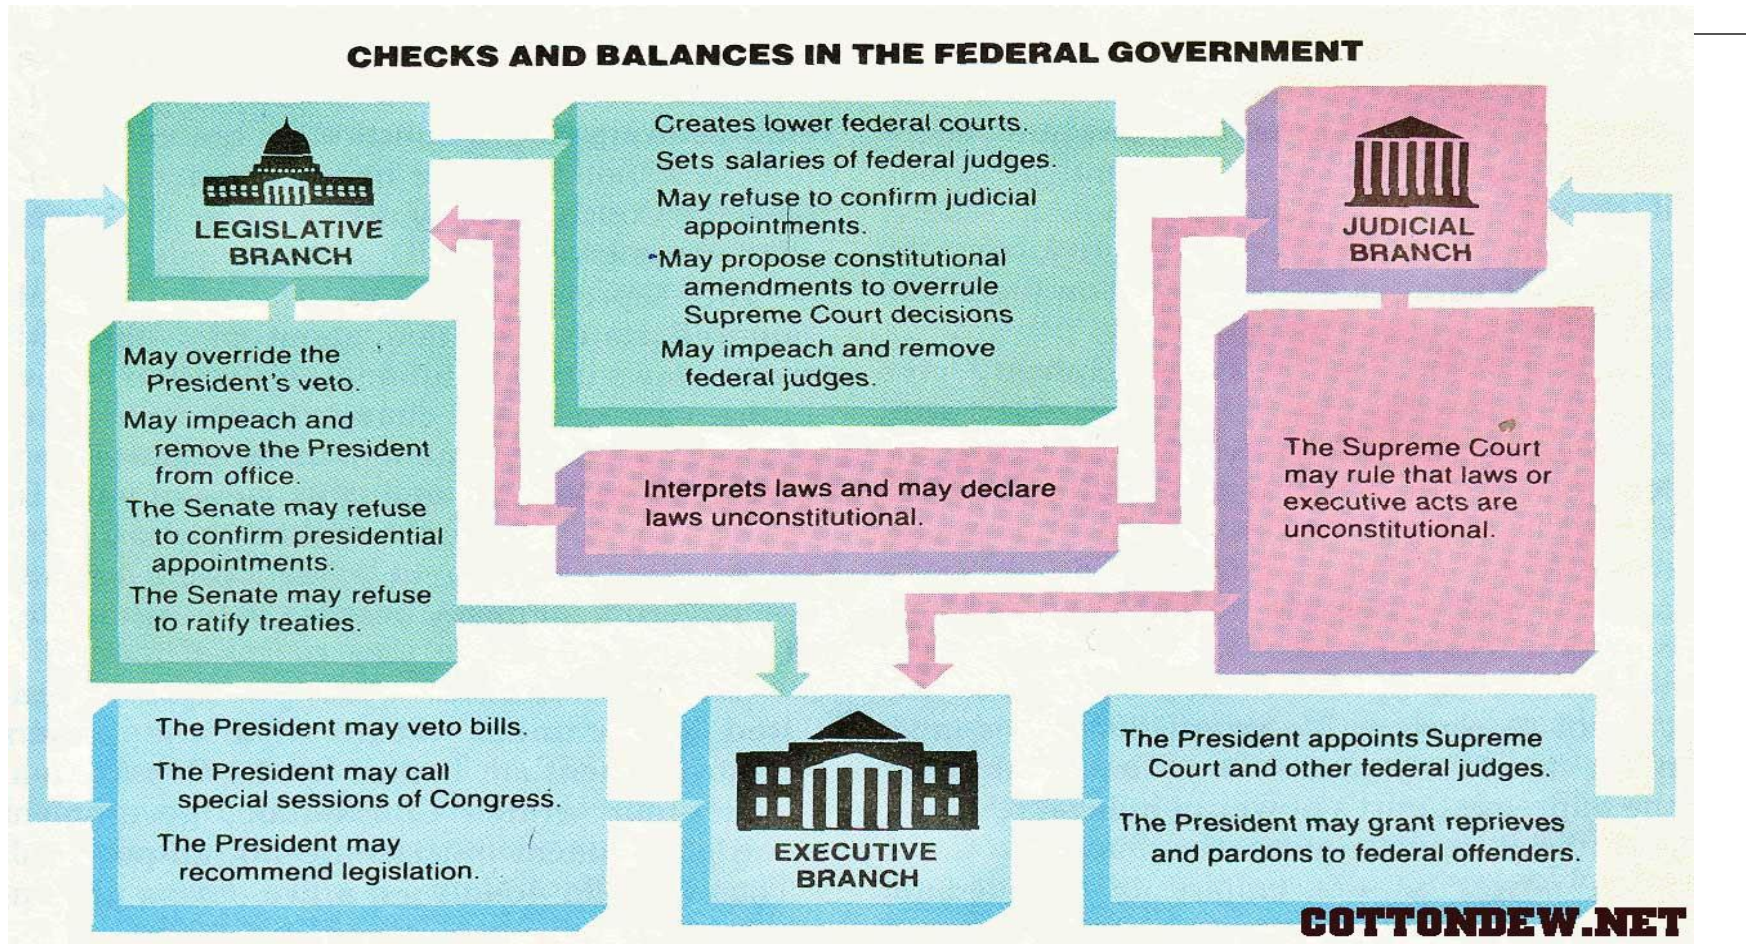 CHECKS AND BALANCES IN THE FEDERAL GOVERNMENT
LEGISLATIVE
BRANCH
Creates lower federal courts.
Sets salaries of federal judges.
May refuse to confirm judicial
appointments.
May propose constitutional
amendments to overrule
Supreme Court decisions
May impeach and remove
federal judges.
JUDICIAL
BRANCH
May override the
President's veto.
May impeach and
remove the President
from office.
The Senate may refuse
to confirm presidential
appointments.
The Senate may refuse
to ratify treaties.
Interprets laws and may declare
laws unconstitutional.
The Supreme Court
may rule that laws or
executive acts are
unconstitutional.
The President may veto bills.
The President may call
special sessions of Congress.
The President may
recommend legislation.
EXECUTIVE
BRANCH
The President appoints Supreme
Court and other federal judges.
The President may grant reprieves
and pardons to federal offenders.
COTTONDEW.NET